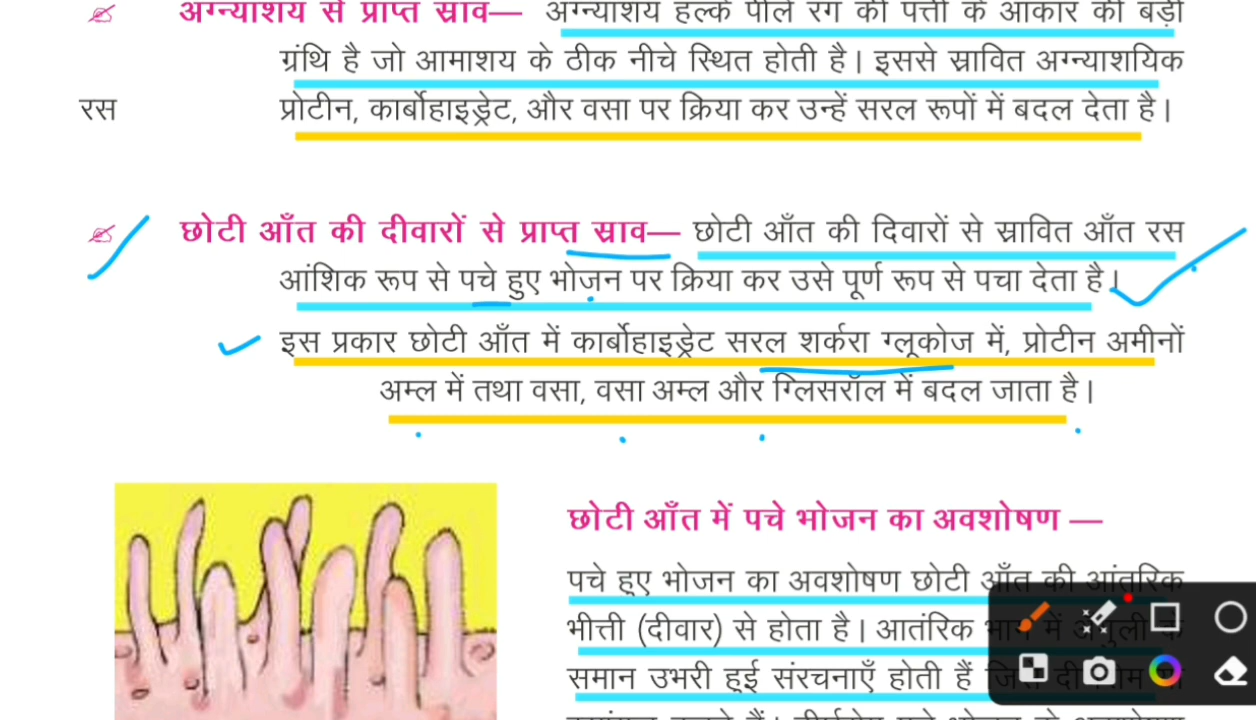 अग्न्याशय से प्राप्त स्राव— अग्न्याशय हल्के पीले रंग की पत्ती के आकार की बड़ी
ग्रंथि है जो आमाशय के ठीक नीचे स्थित होती है। इससे स्रावित अग्न्याशयिक
रस प्रोटीन, कार्बोहाइड्रेट, और वसा पर क्रिया कर उन्हें सरल रूपों में बदल देता है।
छोटी आँत की दीवारों से प्राप्त स्राव— छोटी आँत की दिवारों से स्रावित आँत रस
आंशिक रूप से पचे हुए भोजन पर क्रिया कर उसे पूर्ण रूप से पचा देता है।
इस प्रकार छोटी आँत में कार्बोहाइड्रेट सरल शर्करा ग्लूकोज में, प्रोटीन अमीनों
अम्ल में तथा वसा, वसा अम्ल और ग्लिसरॉल में बदल जाता है।
छोटी आँत में पचे भोजन का अवशोषण —
पचे हुए भोजन का अवशोषण छोटी आँत की आंतरिक
भीत्ती (दीवार) से होता है। आतंरिक भाग में अंगुली के
समान उभरी हुई संरचनाएँ होती हैं जिसे